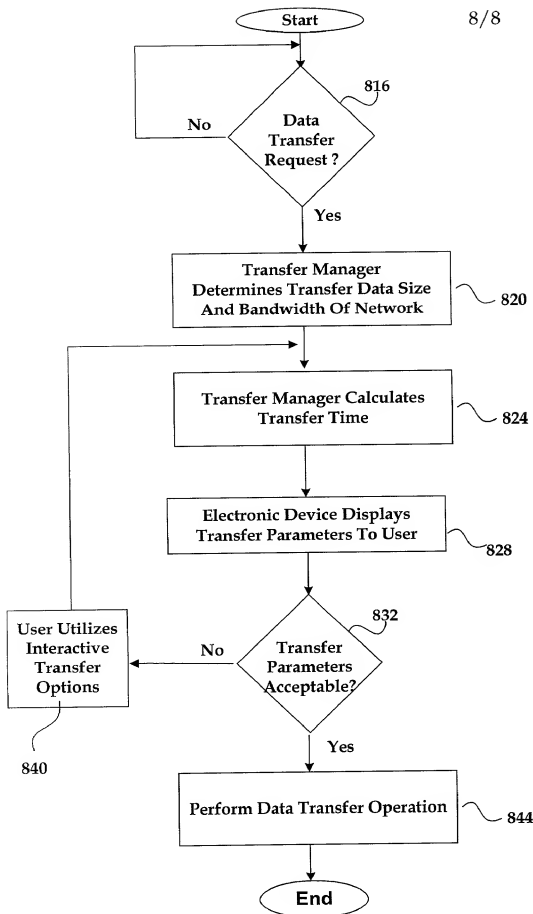 Start
8/8
816
Data
Transfer
Request ?
No
Yes
Transfer Manager
Determines Transfer Data Size
And Bandwidth Of Network
820
Transfer Manager Calculates
Transfer Time
824
Electronic Device Displays
Transfer Parameters To User
828
832
Transfer
Parameters
Acceptable?
No
User Utilizes
Interactive
Transfer
Options
840
Yes
Perform Data Transfer Operation
844
End